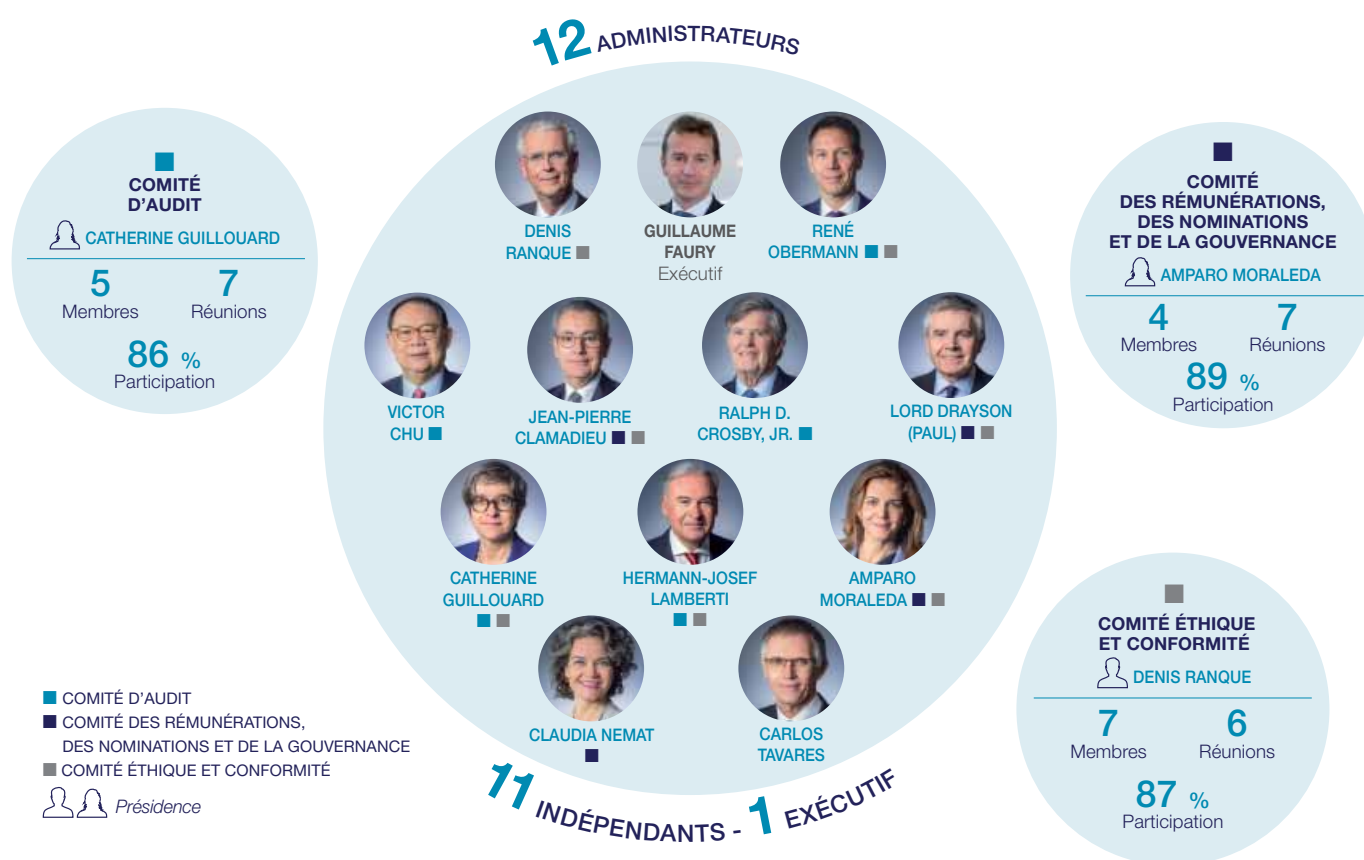 12 ADMINISTRATEURS
COMITÉ
D'AUDIT
CATHERINE GUILLOUARD
5 7
Membres Réunions
86 %
Participation
DENIS
RANQUE
GUILLAUME
FAURY
Exécutif
RENÉ
OBERMANN
COMITÉ
DES RÉMUNÉRATIONS,
DES NOMINATIONS
ET DE LA GOUVERNANCE
AMPARO MORALEDA
4 7
Membres Réunions
89 %
Participation
VICTOR
CHU
JEAN-PIERRE
CLAMADIEU
RALPH D.
CROSBY, JR.
LORD DRAYSON
(PAUL)
CATHERINE
GUILLOUARD
HERMANN-JOSEF
LAMBERTI
AMPARO
MORALEDA
CLAUDIA NEMAT
CARLOS
TAVARES
COMITÉ ÉTHIQUE
ET CONFORMITÉ
DENIS RANQUE
7 6
Membres Réunions
87 %
Participation
COMITÉ D'AUDIT
COMITÉ DES RÉMUNÉRATIONS,
DES NOMINATIONS ET DE LA GOUVERNANCE
COMITÉ ÉTHIQUE ET CONFORMITÉ
Présidence
11 INDÉPENDANTS - 1 EXÉCUTIF